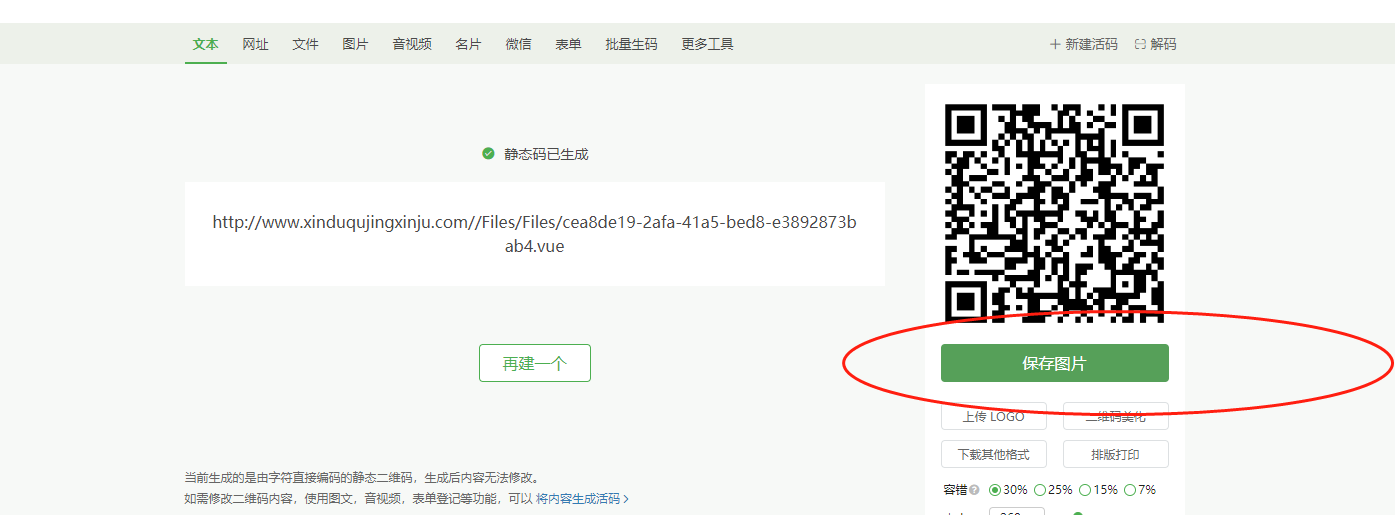 文本 网址 文件 图片 音视频 名片 微信 表单 批量生码 更多工具 新建活码 解码
静态码已生成
http://www.xinduqujingxinju.com//Files/Files/cea8de19-2afa-41a5-bed8-e3892873b
ab4.vue
再建一个
当前生成的是由字符直接编码的静态二维码，生成后内容无法修改。
如需修改二维码内容，使用图文，音视频，表单登记等功能，可以 将内容生成活码 >
保存图片
上传 LOGO 二维码美化
下载其他格式 排版打印
容错 30% 25% 15% 7%